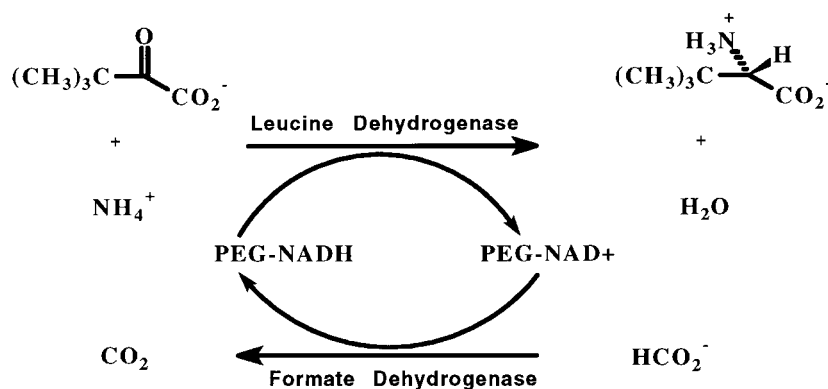 O
(CH₃)₃C CO₂⁻
+
NH₄⁺
Leucine Dehydrogenase
H₃N⁺ H
(CH₃)₃C CO₂⁻
+
H₂O
PEG-NADH PEG-NAD+
CO₂ HCO₂⁻
Formate Dehydrogenase